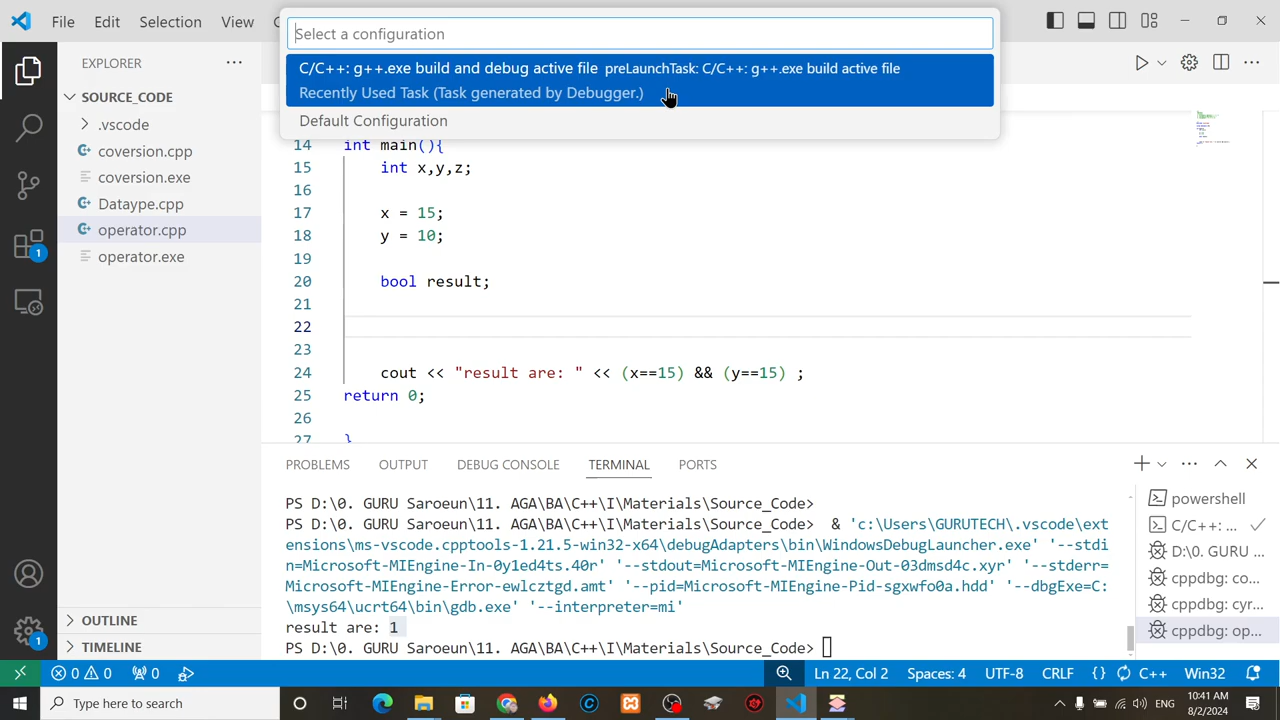 File Edit Selection View
Select a configuration
C/C++: g++.exe build and debug active file preLaunchTask: C/C++: g++.exe build active file
Recently Used Task (Task generated by Debugger.)
Default Configuration
EXPLORER
SOURCE_CODE
.vscode
coversion.cpp
coversion.exe
Dataype.cpp
operator.cpp
operator.exe
OUTLINE
TIMELINE
1
1
14 int main(){
15 int x,y,z;
16
17 x = 15;
18 y = 10;
19
20 bool result;
21
22
23
24 cout << "result are: " << (x==15) && (y==15) ;
25 return 0;
26
27 }
PROBLEMS OUTPUT DEBUG CONSOLE TERMINAL PORTS
PS D:\0. GURU Saroeun\11. AGA\BA\C++\I\Materials\Source_Code>
PS D:\0. GURU Saroeun\11. AGA\BA\C++\I\Materials\Source_Code> & 'c:\Users\GURUTECH\.vscode\ext
ensions\ms-vscode.cpptools-1.21.5-win32-x64\debugAdapters\bin\WindowsDebugLauncher.exe' '--stdi
n=Microsoft-MIEngine-In-0y1ed4ts.40r' '--stdout=Microsoft-MIEngine-Out-03dmsd4c.xyr' '--stderr=
Microsoft-MIEngine-Error-ewlcztgd.amt' '--pid=Microsoft-MIEngine-Pid-sgxwfo0a.hdd' '--dbgExe=C:
\msys64\ucrt64\bin\gdb.exe' '--interpreter=mi'
result are: 1
PS D:\0. GURU Saroeun\11. AGA\BA\C++\I\Materials\Source_Code>
powershell
C/C++: ...
D:\0. GURU ...
cppdbg: co...
cppdbg: cyr...
cppdbg: op...
0 0 0 Ln 22, Col 2 Spaces: 4 UTF-8 CRLF {} C++ Win32
Type here to search
ENG
10:41 AM
8/2/2024